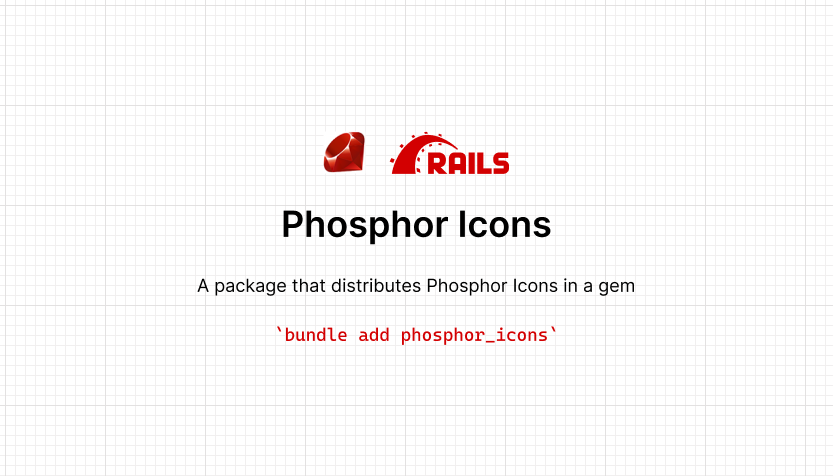 RAILS
Phosphor Icons
A package that distributes Phosphor Icons in a gem
`bundle add phosphor_icons`